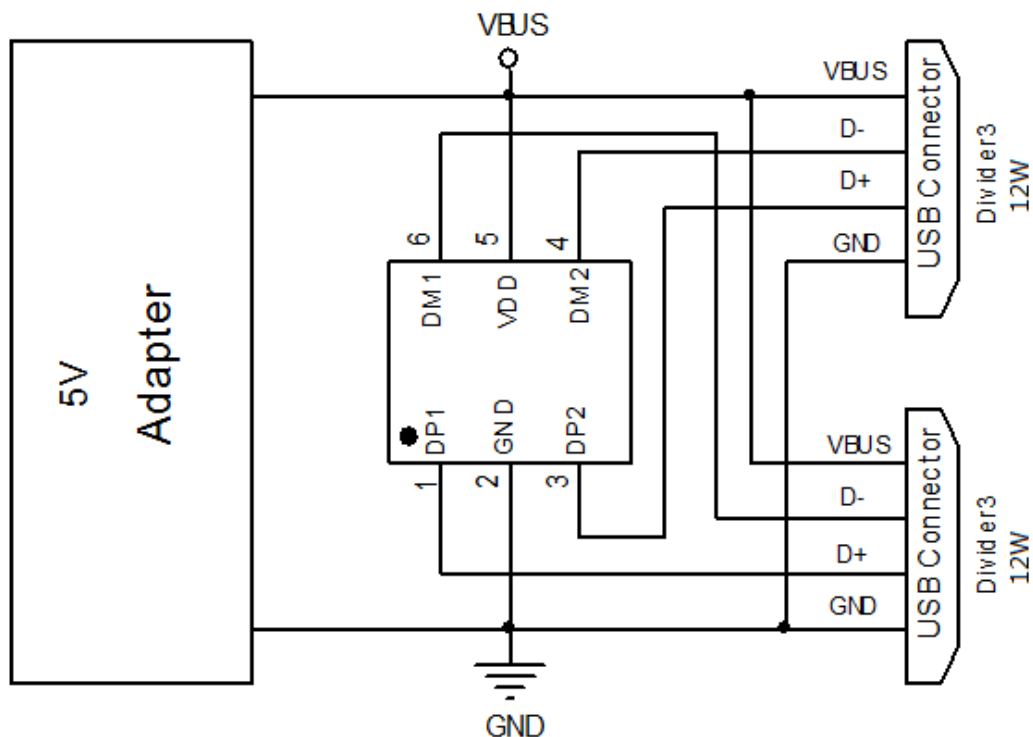 VBUS
5V
Adapter
6
5
4
DM1
VDD
DM2
DP1
GND
DP2
1
2
3
GND
VBUS
D-
D+
GND
USB Connector
Divider3
12W
VBUS
D-
D+
GND
USB Connector
Divider3
12W